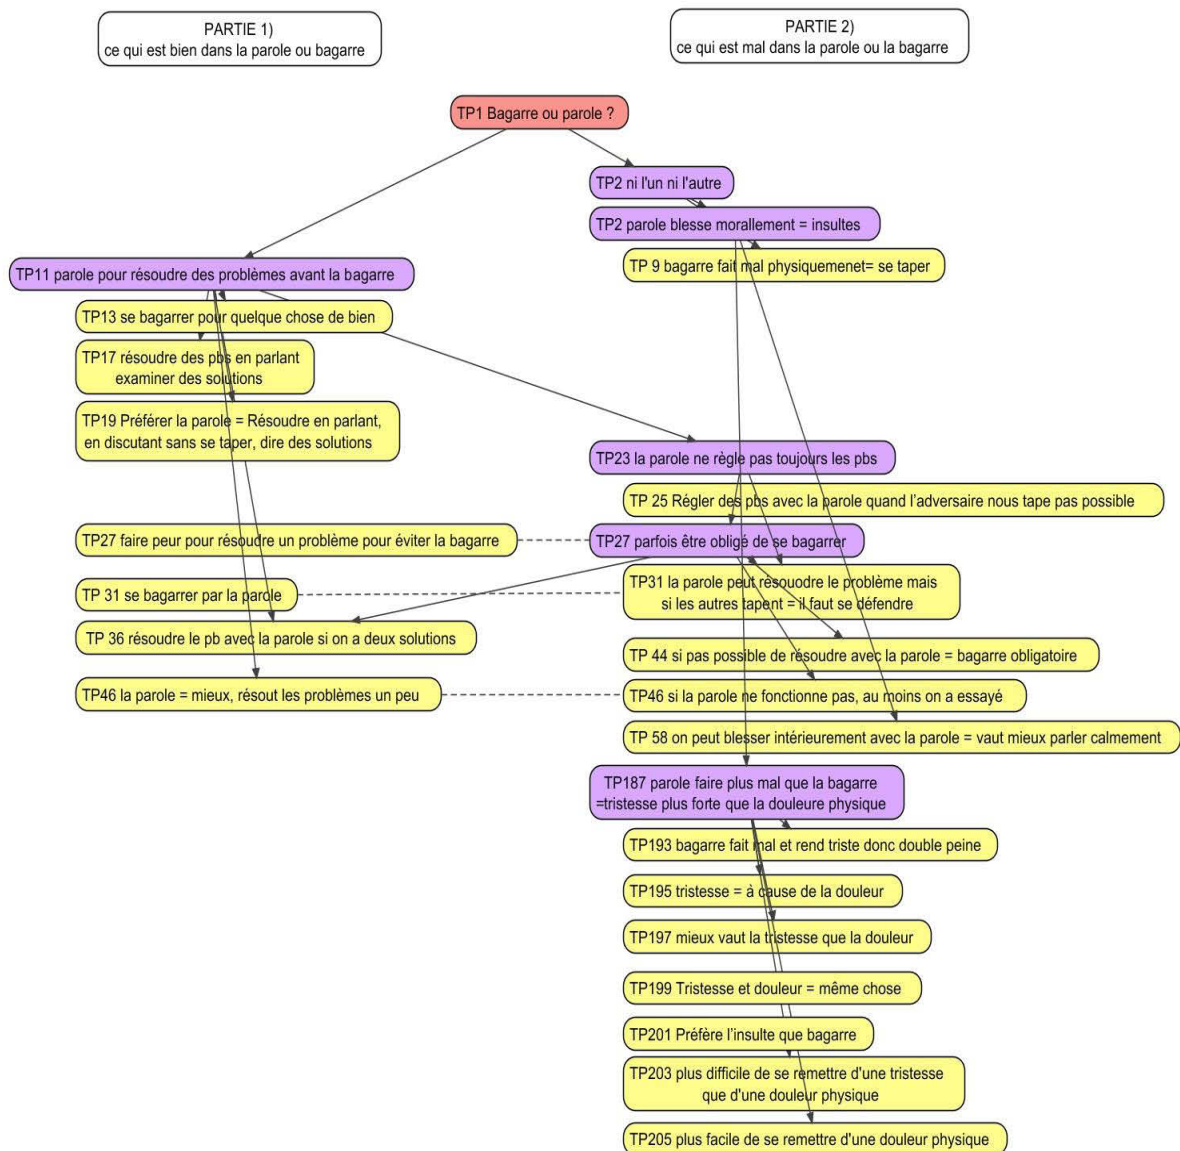 PARTIE 1)
ce qui est bien dans la parole ou bagarre
PARTIE 2)
ce qui est mal dans la parole ou la bagarre
TP1 Bagarre ou parole ?
TP2 ni l'un ni l'autre
TP2 parole blesse morallement = insultes
TP 9 bagarre fait mal physiquemenet= se taper
TP11 parole pour résoudre des problèmes avant la bagarre
TP13 se bagarrer pour quelque chose de bien
TP17 résoudre des pbs en parlant
examiner des solutions
TP19 Préférer la parole = Résoudre en parlant,
en discutant sans se taper, dire des solutions
TP23 la parole ne règle pas toujours les pbs
TP 25 Régler des pbs avec la parole quand l'adversaire nous tape pas possible
TP27 faire peur pour résoudre un problème pour éviter la bagarre
TP27 parfois être obligé de se bagarrer
TP 31 se bagarrer par la parole
TP31 la parole peut résouodre le problème mais
si les autres tapent = il faut se défendre
TP 36 résoudre le pb avec la parole si on a deux solutions
TP 44 si pas possible de résoudre avec la parole = bagarre obligatoire
TP46 la parole = mieux, résout les problèmes un peu
TP46 si la parole ne fonctionne pas, au moins on a essayé
TP 58 on peut blesser intérieurement avec la parole = vaut mieux parler calmement
TP187 parole faire plus mal que la bagarre
=tristesse plus forte que la douleure physique
TP193 bagarre fait mal et rend triste donc double peine
TP195 tristesse = à cause de la douleur
TP197 mieux vaut la tristesse que la douleur
TP199 Tristesse et douleur = même chose
TP201 Préfère l'insulte que bagarre
TP203 plus difficile de se remettre d'une tristesse
que d'une douleur physique
TP205 plus facile de se remettre d'une douleur physique